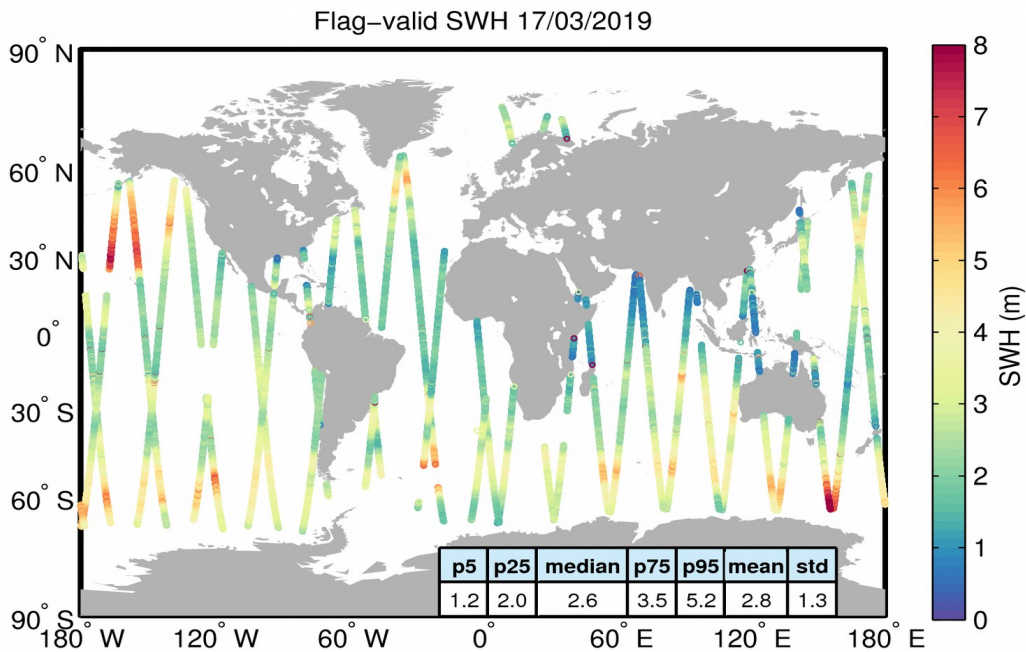 Flag–valid SWH 17/03/2019
90° N
60° N
30° N
0°
30° S
60° S
90° S
180° W
120° W
60° W
0°
60° E
120° E
180° E
8
7
6
5
4
3
2
1
0
SWH (m)
p5 p25 median p75 p95 mean std
1.2 2.0 2.6 3.5 5.2 2.8 1.3